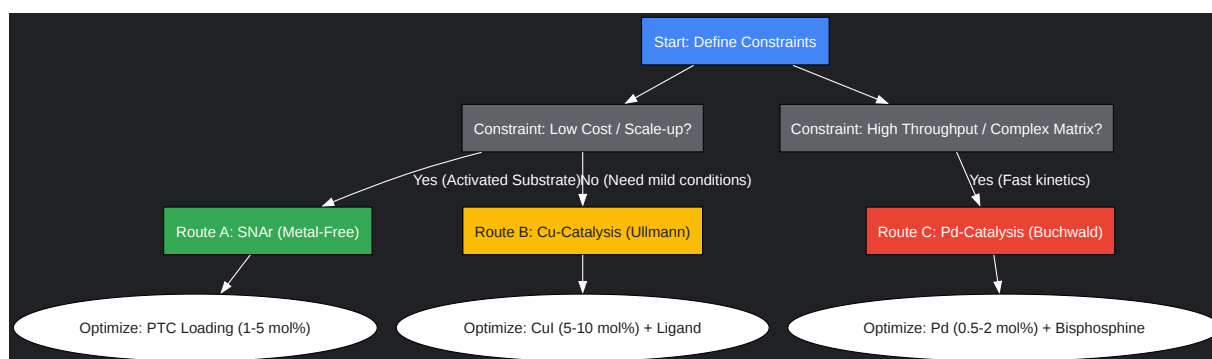 Start: Define Constraints
Constraint: Low Cost / Scale-up?
Constraint: High Throughput / Complex Matrix?
Yes (Activated Substrate)
No (Need mild conditions)
Yes (Fast kinetics)
Route A: SNAr (Metal-Free)
Route B: Cu-Catalysis (Ullmann)
Route C: Pd-Catalysis (Buchwald)
Optimize: PTC Loading (1-5 mol%)
Optimize: CuI (5-10 mol%) + Ligand
Optimize: Pd (0.5-2 mol%) + Bisphosphine